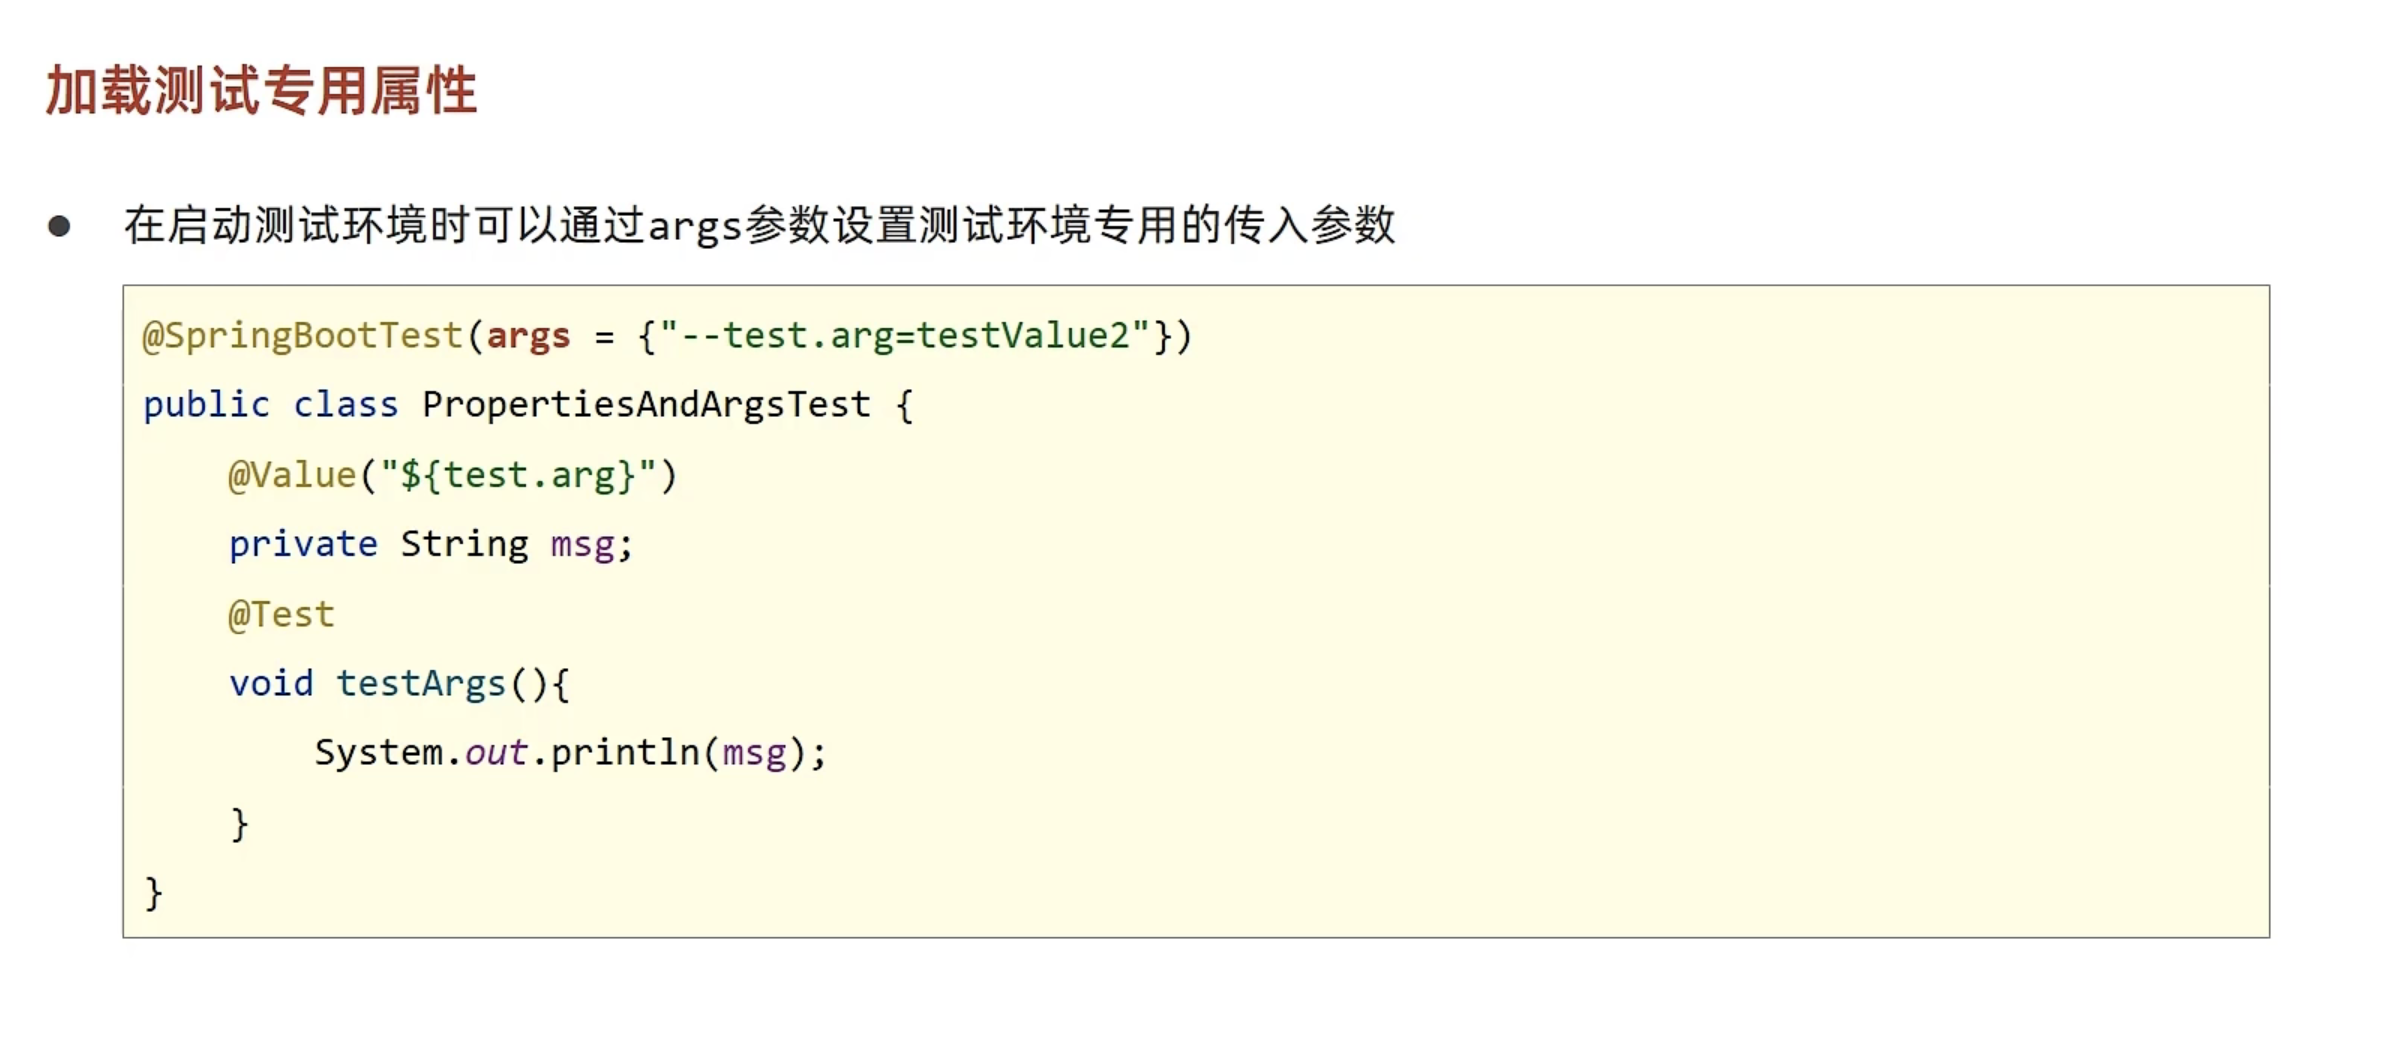 加载测试专用属性
● 在启动测试环境时可以通过args参数设置测试环境专用的传入参数
@SpringBootTest(args = {"--test.arg=testValue2"})
public class PropertiesAndArgsTest {
    @Value("${test.arg}")
    private String msg;
    @Test
    void testArgs(){
        System.out.println(msg);
    }
}